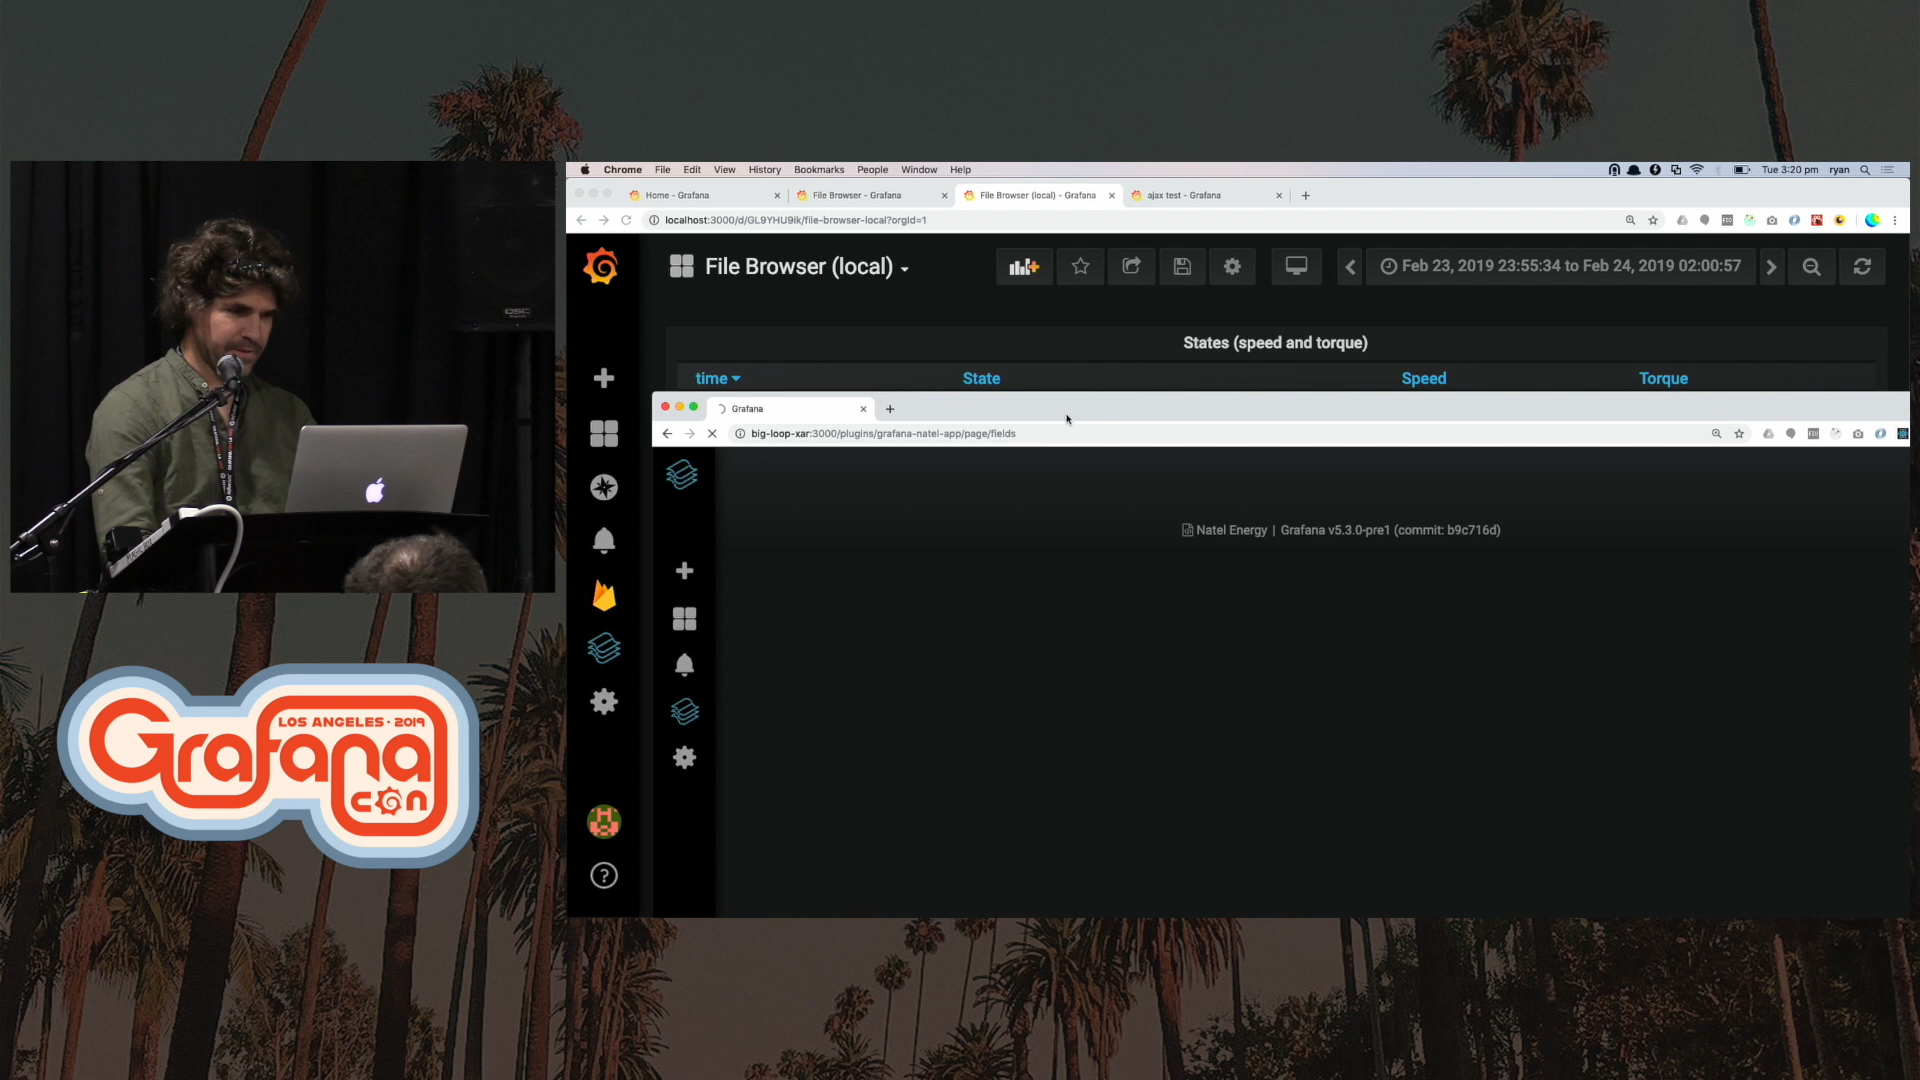 QSC
Chrome File Edit View History Bookmarks People Window Help
Tue 3:20 pm ryan
Home - Grafana
File Browser - Grafana
File Browser (local) - Grafana
ajax test - Grafana
localhost:3000/d/GL9YHU9ik/file-browser-local?orgId=1
File Browser (local)
Feb 23, 2019 23:55:34 to Feb 24, 2019 02:00:57
States (speed and torque)
time State Speed Torque
Grafana
big-loop-xar:3000/plugins/grafana-natel-app/page/fields
Natel Energy | Grafana v5.3.0-pre1 (commit: b9c716d)
LOS ANGELES · 2019
Grafana
con